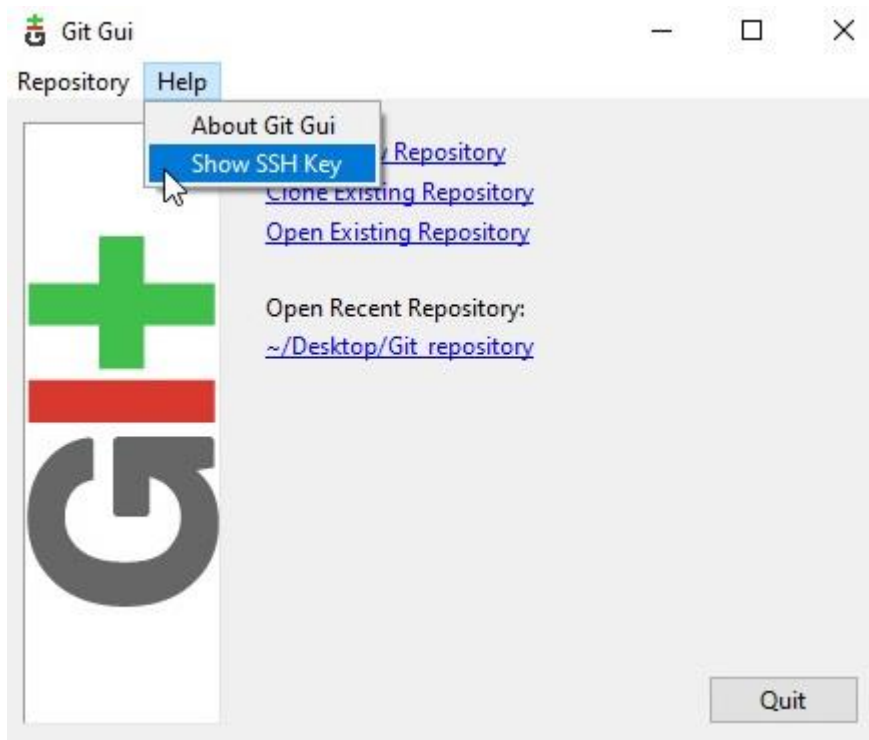 Git Gui
Repository Help
About Git Gui
Show SSH Key
Repository
Clone Existing Repository
Open Existing Repository
Open Recent Repository:
~/Desktop/Git_repository
GIt
Quit